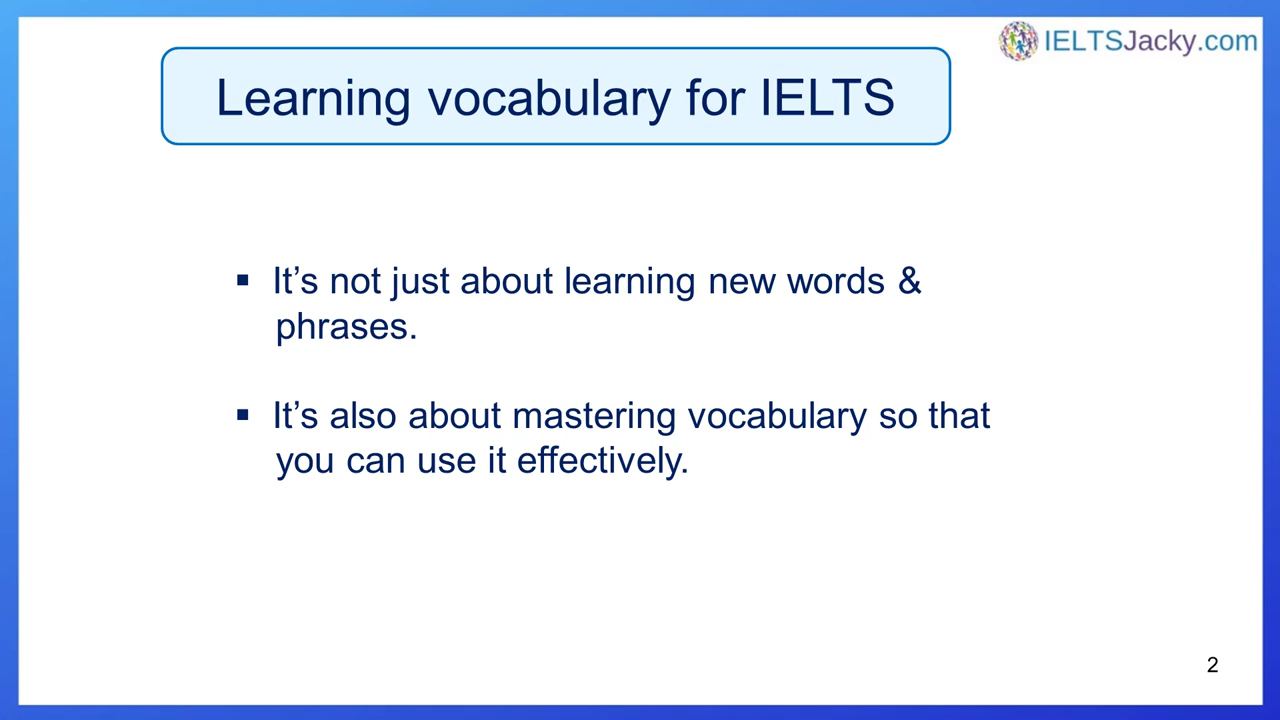 IELTSJacky.com
Learning vocabulary for IELTS
▪ It’s not just about learning new words &
phrases.
▪ It’s also about mastering vocabulary so that
you can use it effectively.
2